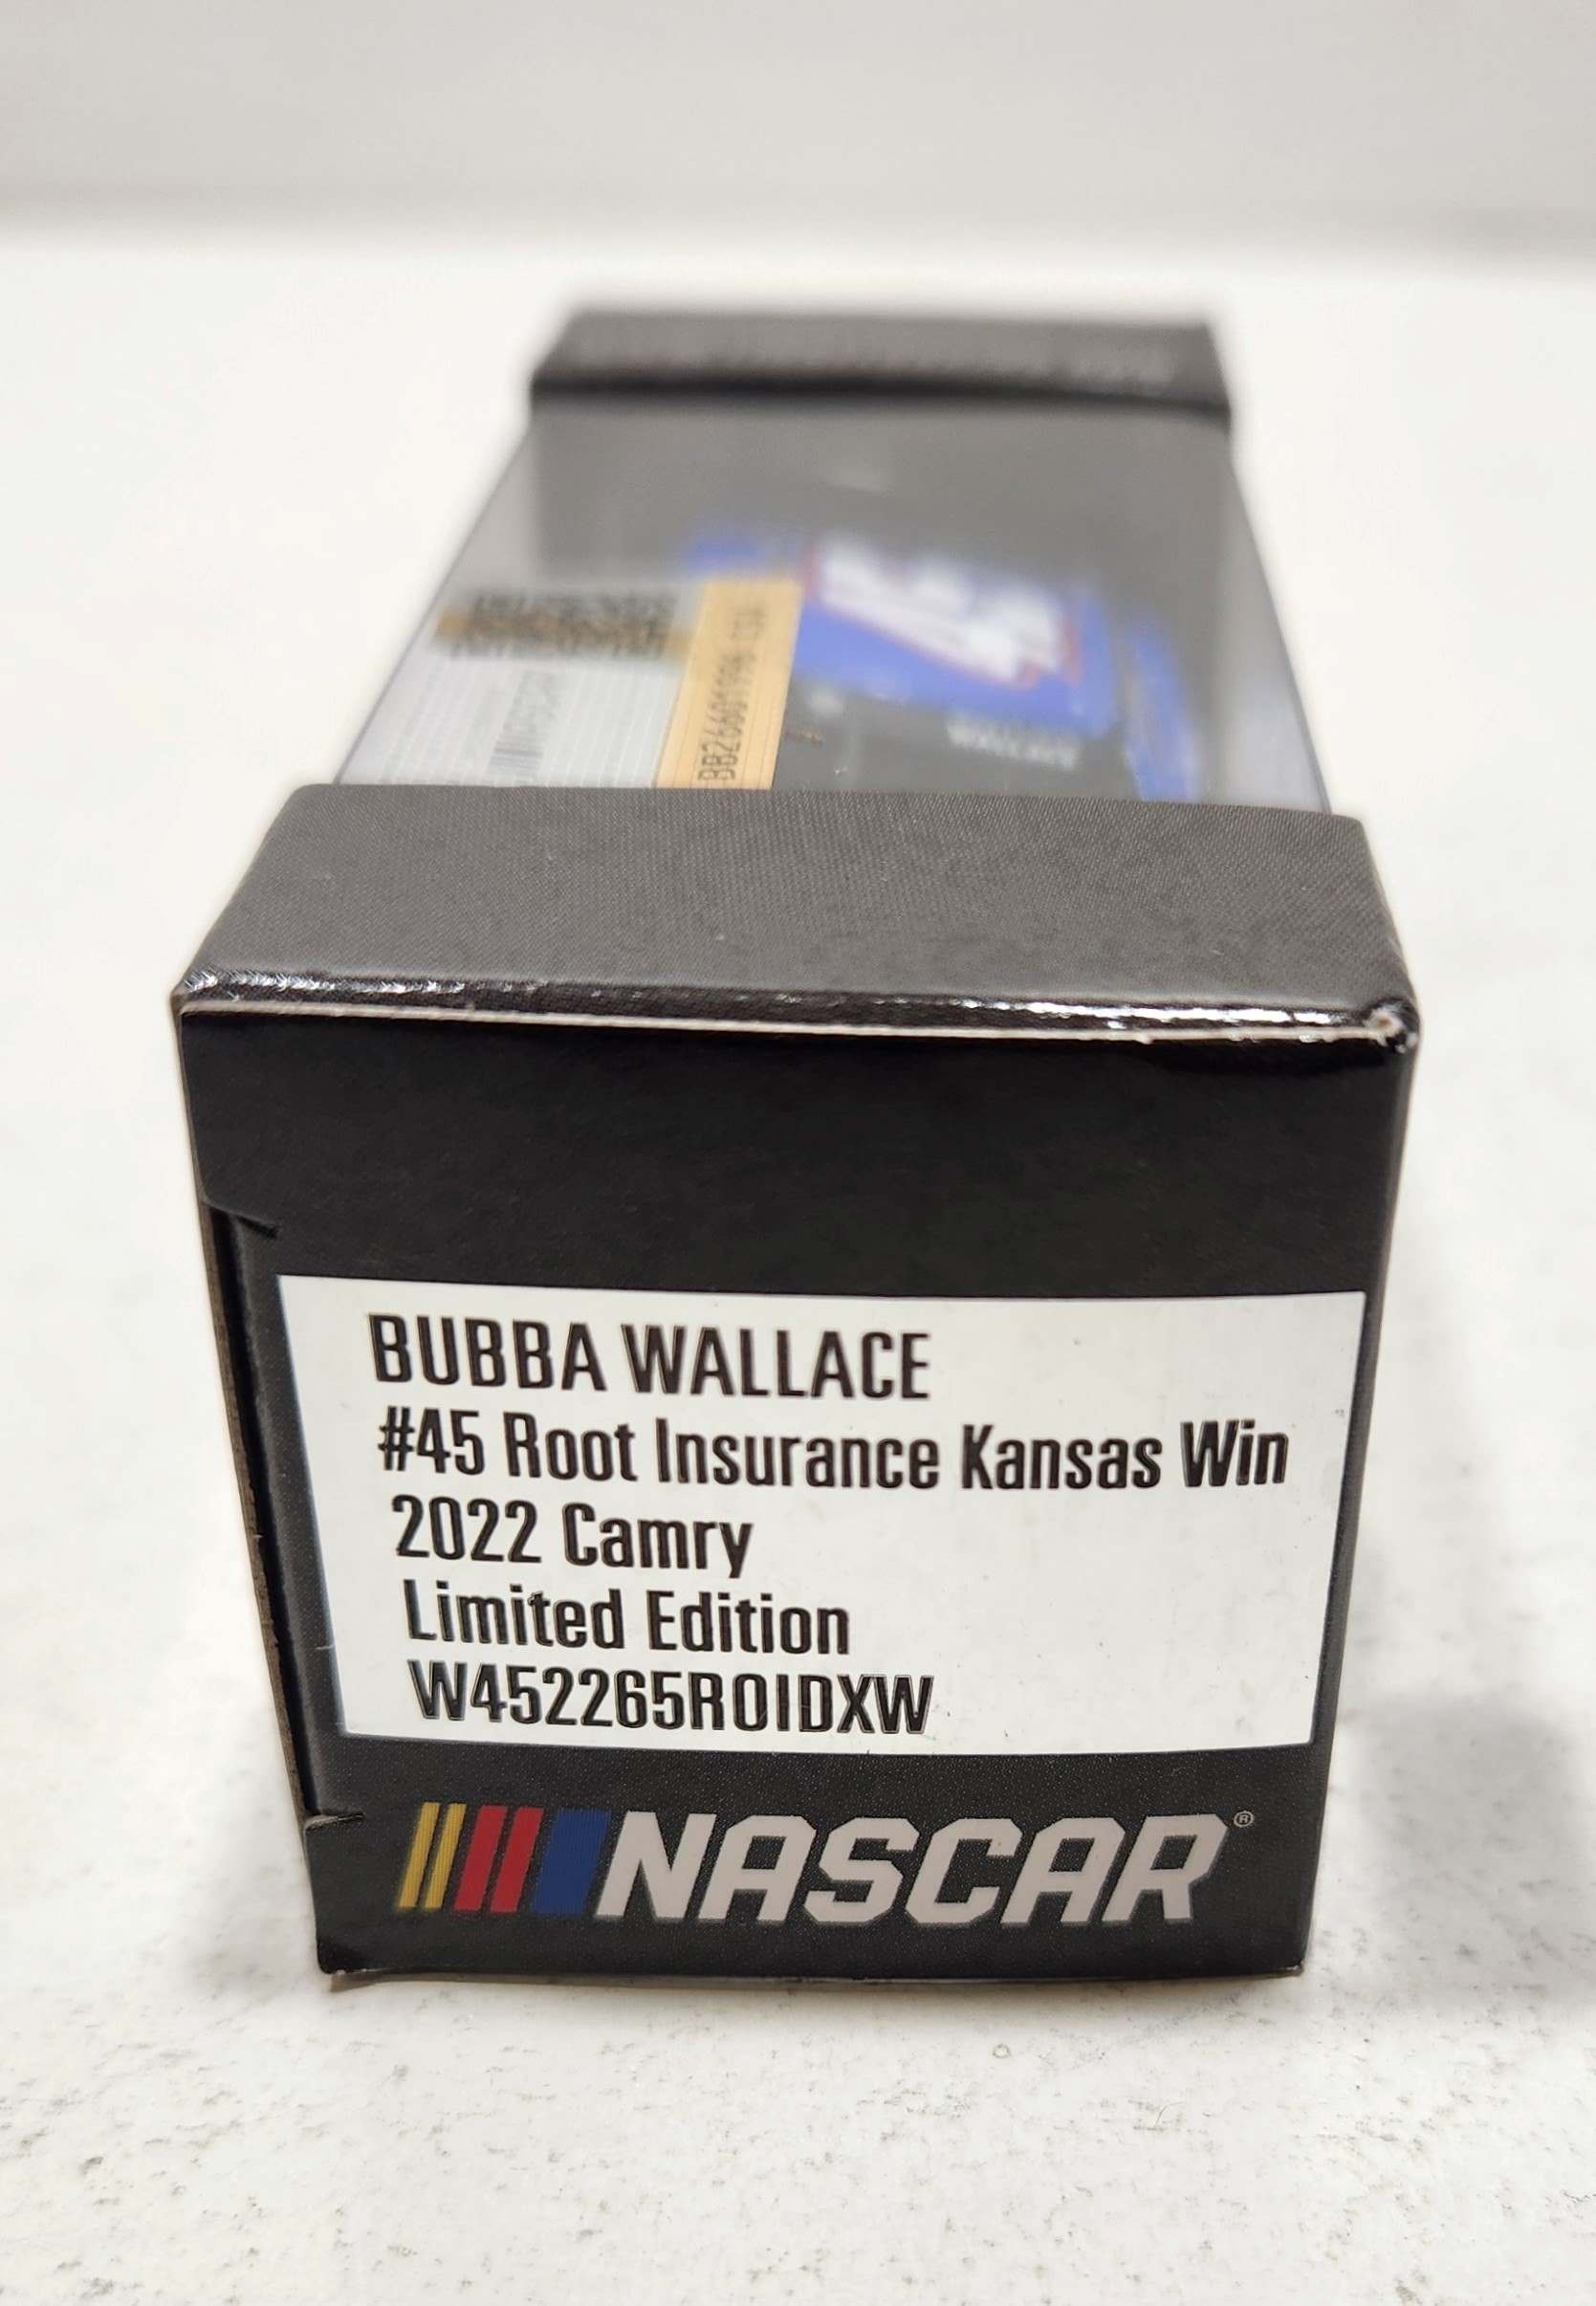 BUBBA WALLACE
#45 Root Insurance Kansas Win
2022 Camry
Limited Edition
W452265ROIDXW
NASCAR®